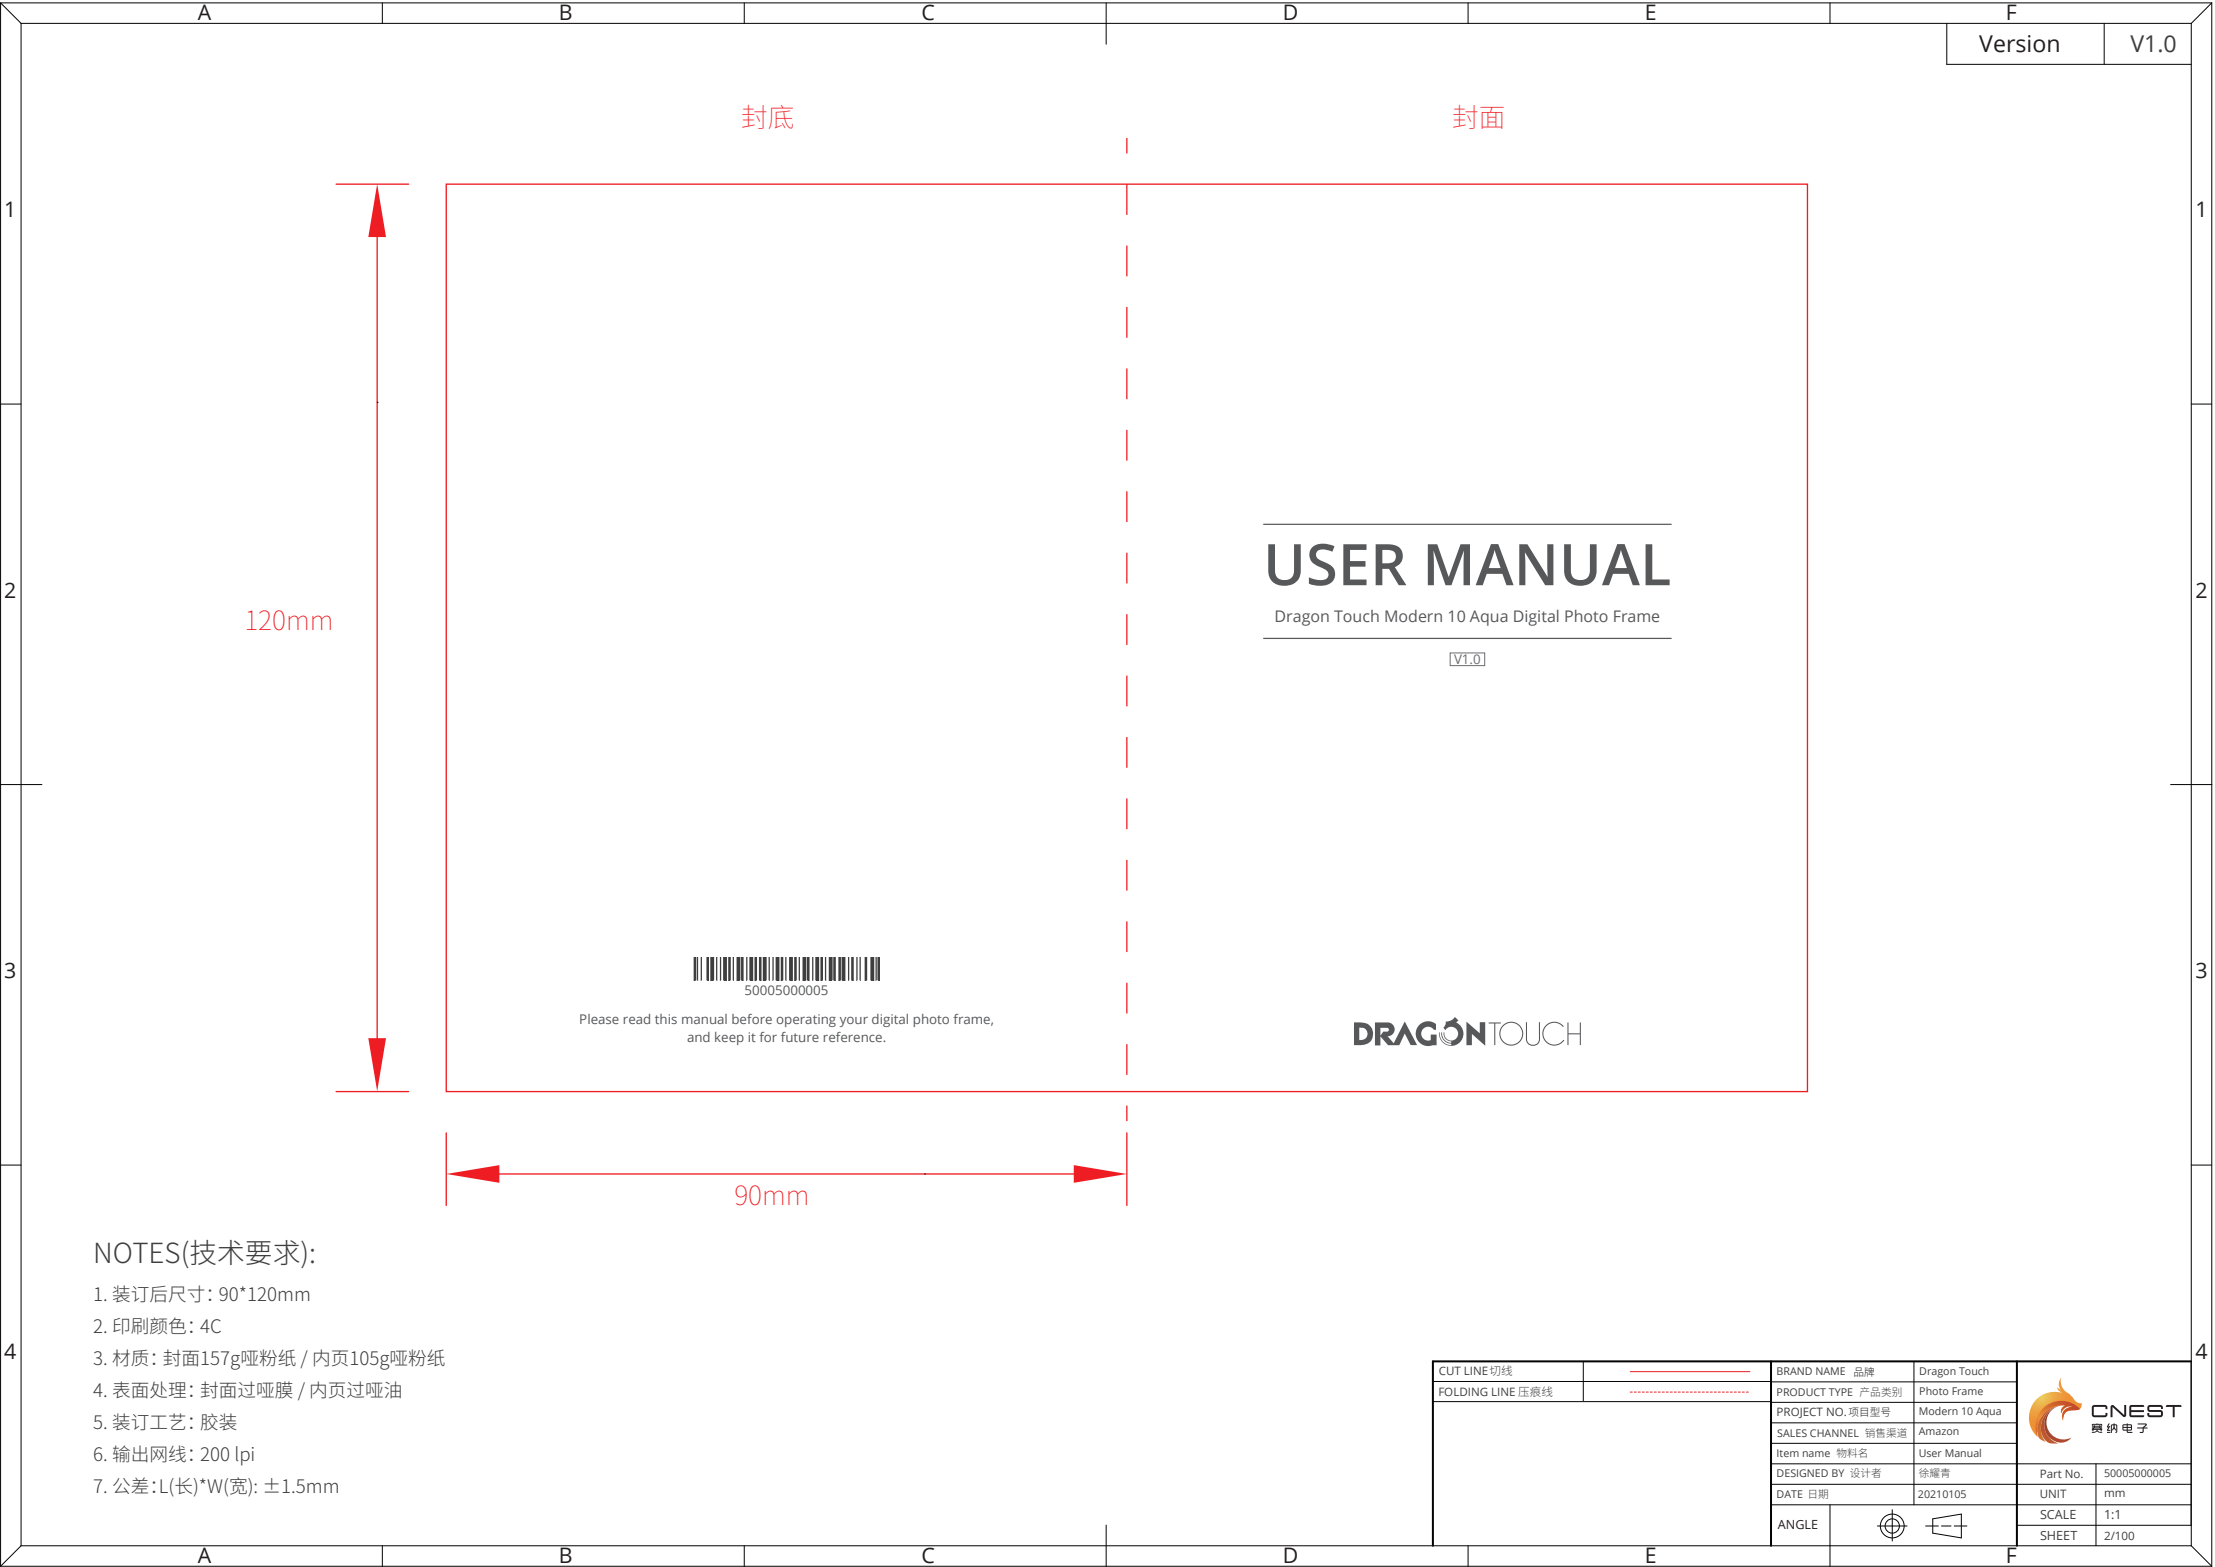 A B C D E F
Version V1.0
封底 封面
1 1
USER MANUAL
2 2
Dragon Touch Modern 10 Aqua Digital Photo Frame
120mm
V1.0
3 3
50005000005
Please read this manual before operating your digital photo frame,
and keep it for future reference.
DRAGONTOUCH
90mm
NOTES(技术要求):
1. 装订后尺寸: 90*120mm
2. 印刷颜色: 4C
3. 材质: 封面157g哑粉纸 / 内页105g哑粉纸
4. 表面处理: 封面过哑膜 / 内页过哑油
5. 装订工艺: 胶装
6. 输出网线: 200 lpi
7. 公差:L(长)*W(宽): ±1.5mm
4 4
CUT LINE切线
FOLDING LINE 压痕线
BRAND NAME 品牌 Dragon Touch
PRODUCT TYPE 产品类别 Photo Frame
PROJECT NO. 项目型号 Modern 10 Aqua
SALES CHANNEL 销售渠道 Amazon
Item name 物料名 User Manual
DESIGNED BY 设计者 徐耀青
DATE 日期 20210105
ANGLE
CNEST
赛纳电子
Part No. 50005000005
UNIT mm
SCALE 1:1
SHEET 2/100
A B C D E F